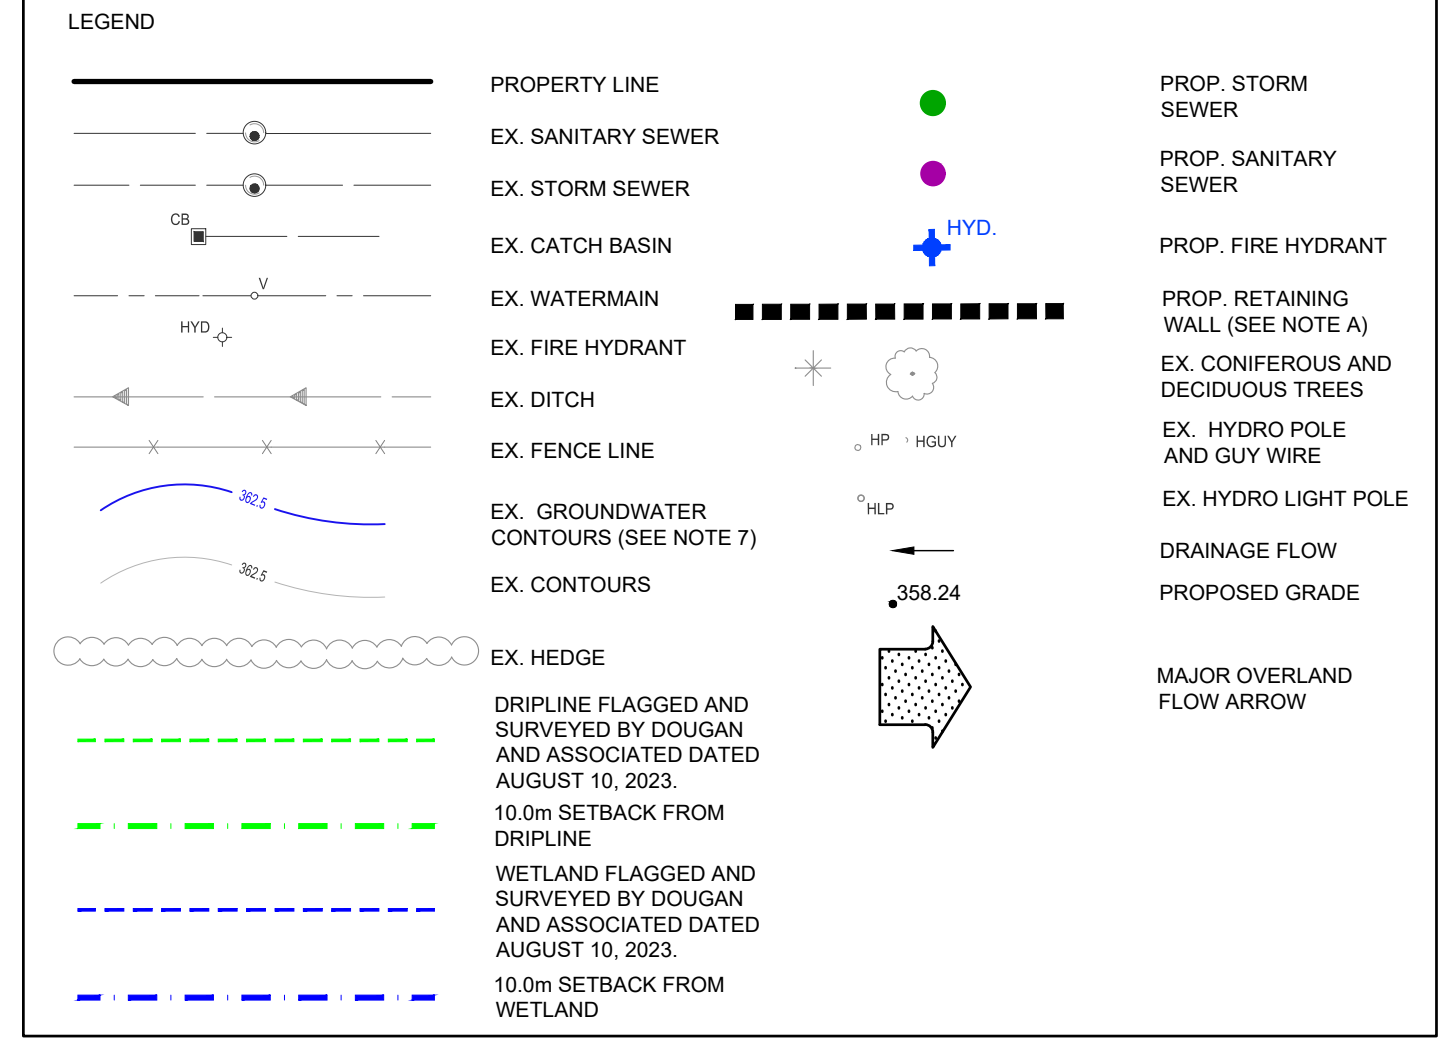 LEGEND
PROPERTY LINE
EX. SANITARY SEWER
EX. STORM SEWER
CB
EX. CATCH BASIN
V
EX. WATERMAIN
HYD
EX. FIRE HYDRANT
EX. DITCH
EX. FENCE LINE
362.5
EX. GROUNDWATER
CONTOURS (SEE NOTE 7)
362.5
EX. CONTOURS
EX. HEDGE
DRIPLINE FLAGGED AND
SURVEYED BY DOUGAN
AND ASSOCIATED DATED
AUGUST 10, 2023.
10.0m SETBACK FROM
DRIPLINE
WETLAND FLAGGED AND
SURVEYED BY DOUGAN
AND ASSOCIATED DATED
AUGUST 10, 2023.
10.0m SETBACK FROM
WETLAND
PROP. STORM
SEWER
PROP. SANITARY
SEWER
HYD.
PROP. FIRE HYDRANT
PROP. RETAINING
WALL (SEE NOTE A)
EX. CONIFEROUS AND
DECIDUOUS TREES
HP HGUY
EX. HYDRO POLE
AND GUY WIRE
HLP
EX. HYDRO LIGHT POLE
DRAINAGE FLOW
358.24
PROPOSED GRADE
MAJOR OVERLAND
FLOW ARROW